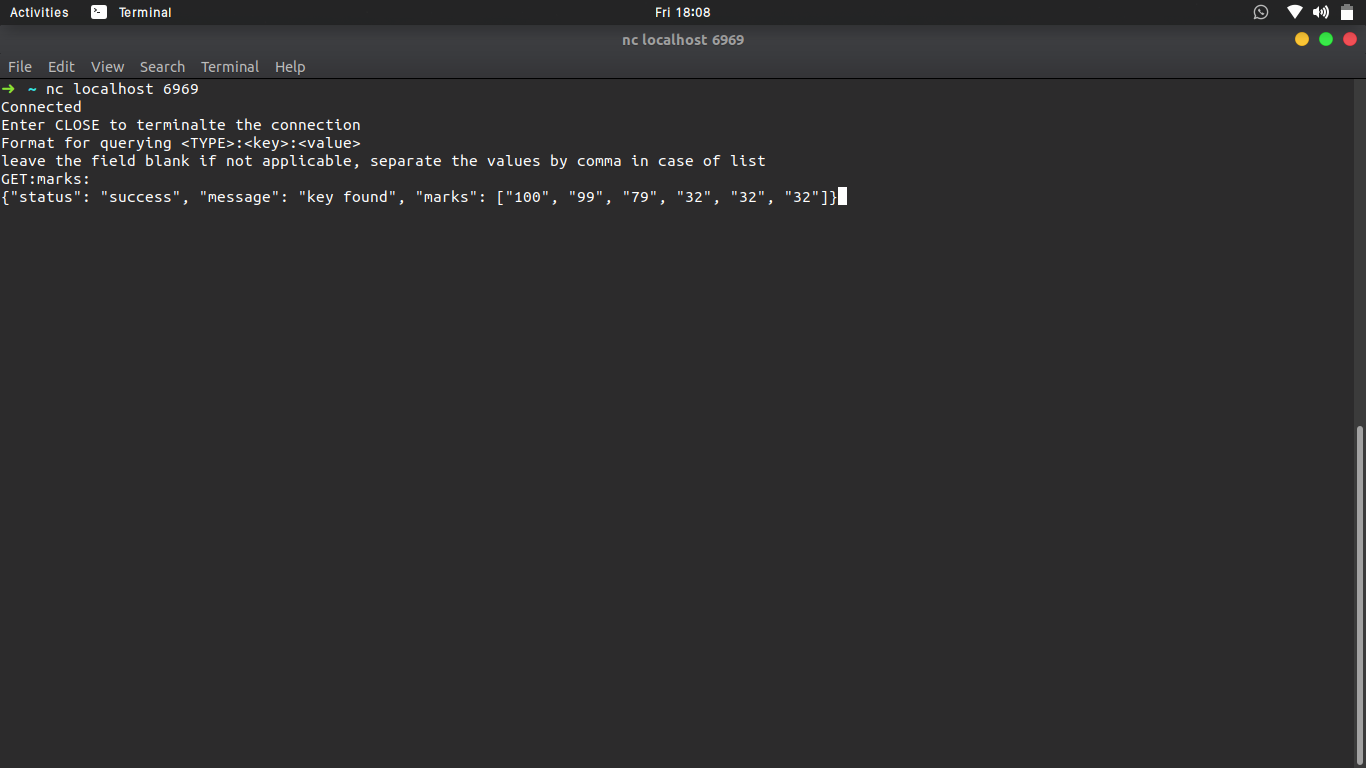 Activities Terminal Fri 18:08
nc localhost 6969
File Edit View Search Terminal Help
➜ ~ nc localhost 6969
Connected
Enter CLOSE to terminalte the connection
Format for querying <TYPE>:<key>:<value>
leave the field blank if not applicable, separate the values by comma in case of list
GET:marks:
{"status": "success", "message": "key found", "marks": ["100", "99", "79", "32", "32", "32"]}